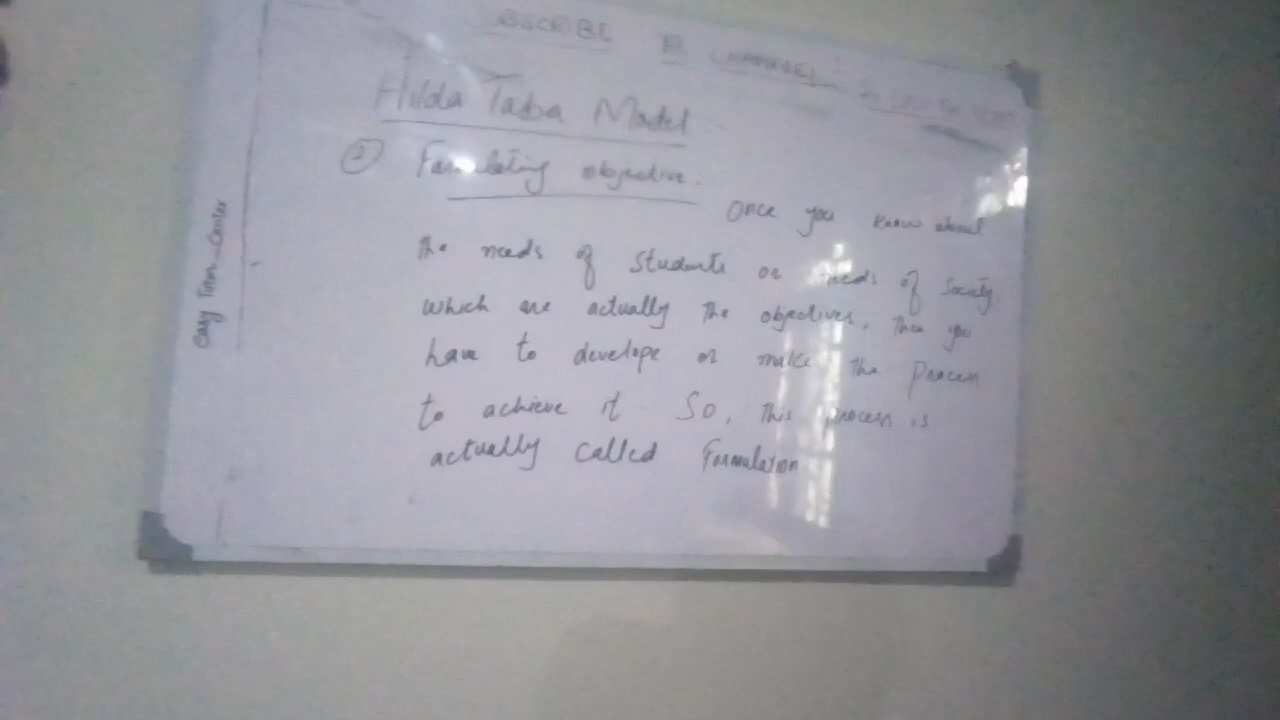 Hilda Taba Model
② Formulating objective:
Once you know about
the needs of students or needs of society
which are actually the objectives, then you
have to develope or make the process
to achieve it. So, this process is
actually called Formulation